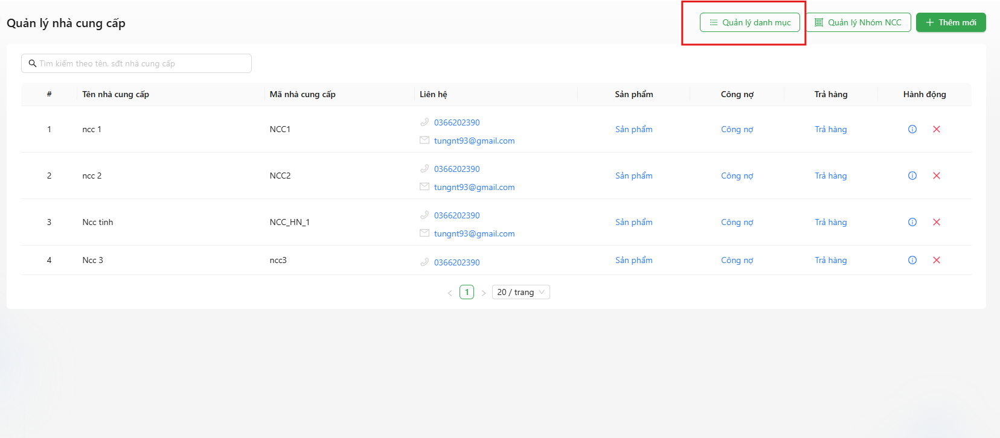 Quản lý nhà cung cấp
Quản lý danh mục
Quản lý Nhóm NCC
Thêm mới
Tìm kiếm theo tên, sđt nhà cung cấp
# Tên nhà cung cấp Mã nhà cung cấp Liên hệ Sản phẩm Công nợ Trả hàng Hành động
1 ncc 1 NCC1 0366202390 Sản phẩm Công nợ Trả hàng
tungnt93@gmail.com
2 ncc 2 NCC2 0366202390 Sản phẩm Công nợ Trả hàng
tungnt93@gmail.com
3 Ncc tinh NCC_HN_1 0366202390 Sản phẩm Công nợ Trả hàng
tungnt93@gmail.com
4 Ncc 3 ncc3 0366202390 Sản phẩm Công nợ Trả hàng
< 1 > 20 / trang